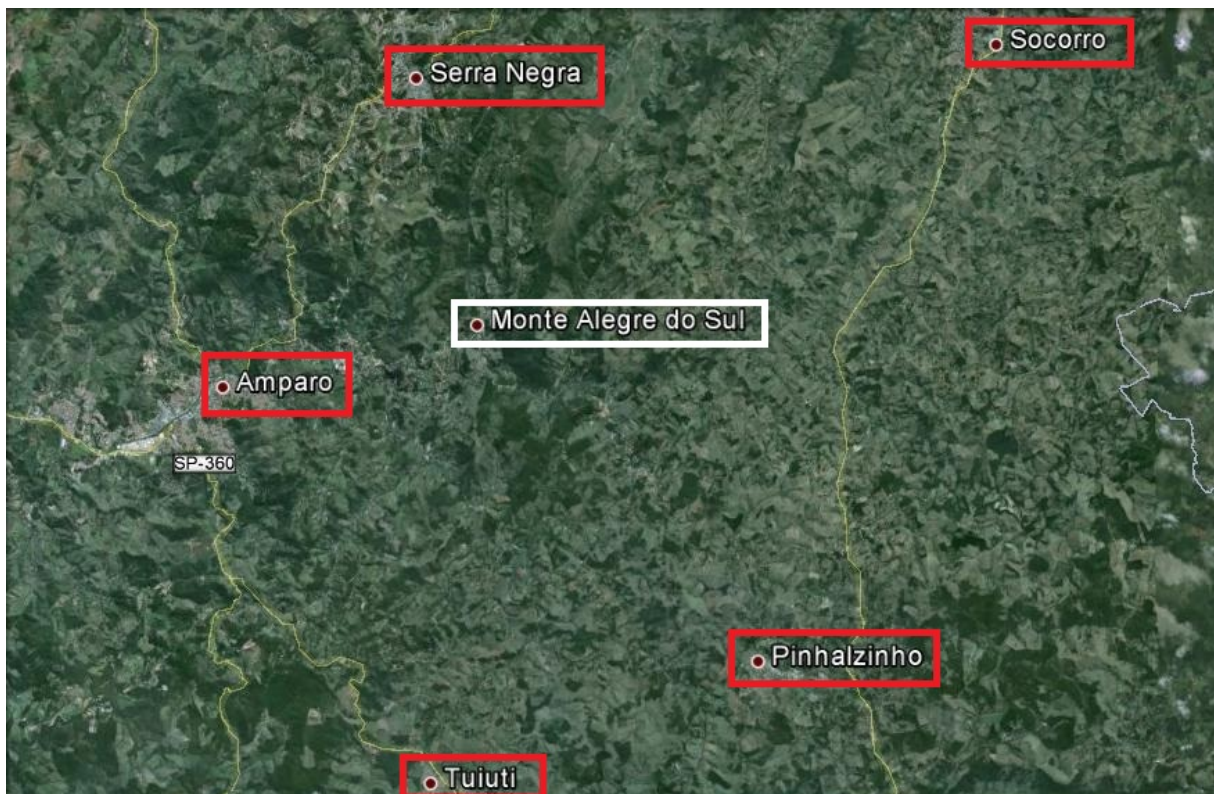 Socorro
Serra Negra
Monte Alegre do Sul
Amparo
SP-360
Pinhalzinho
Tuiuti